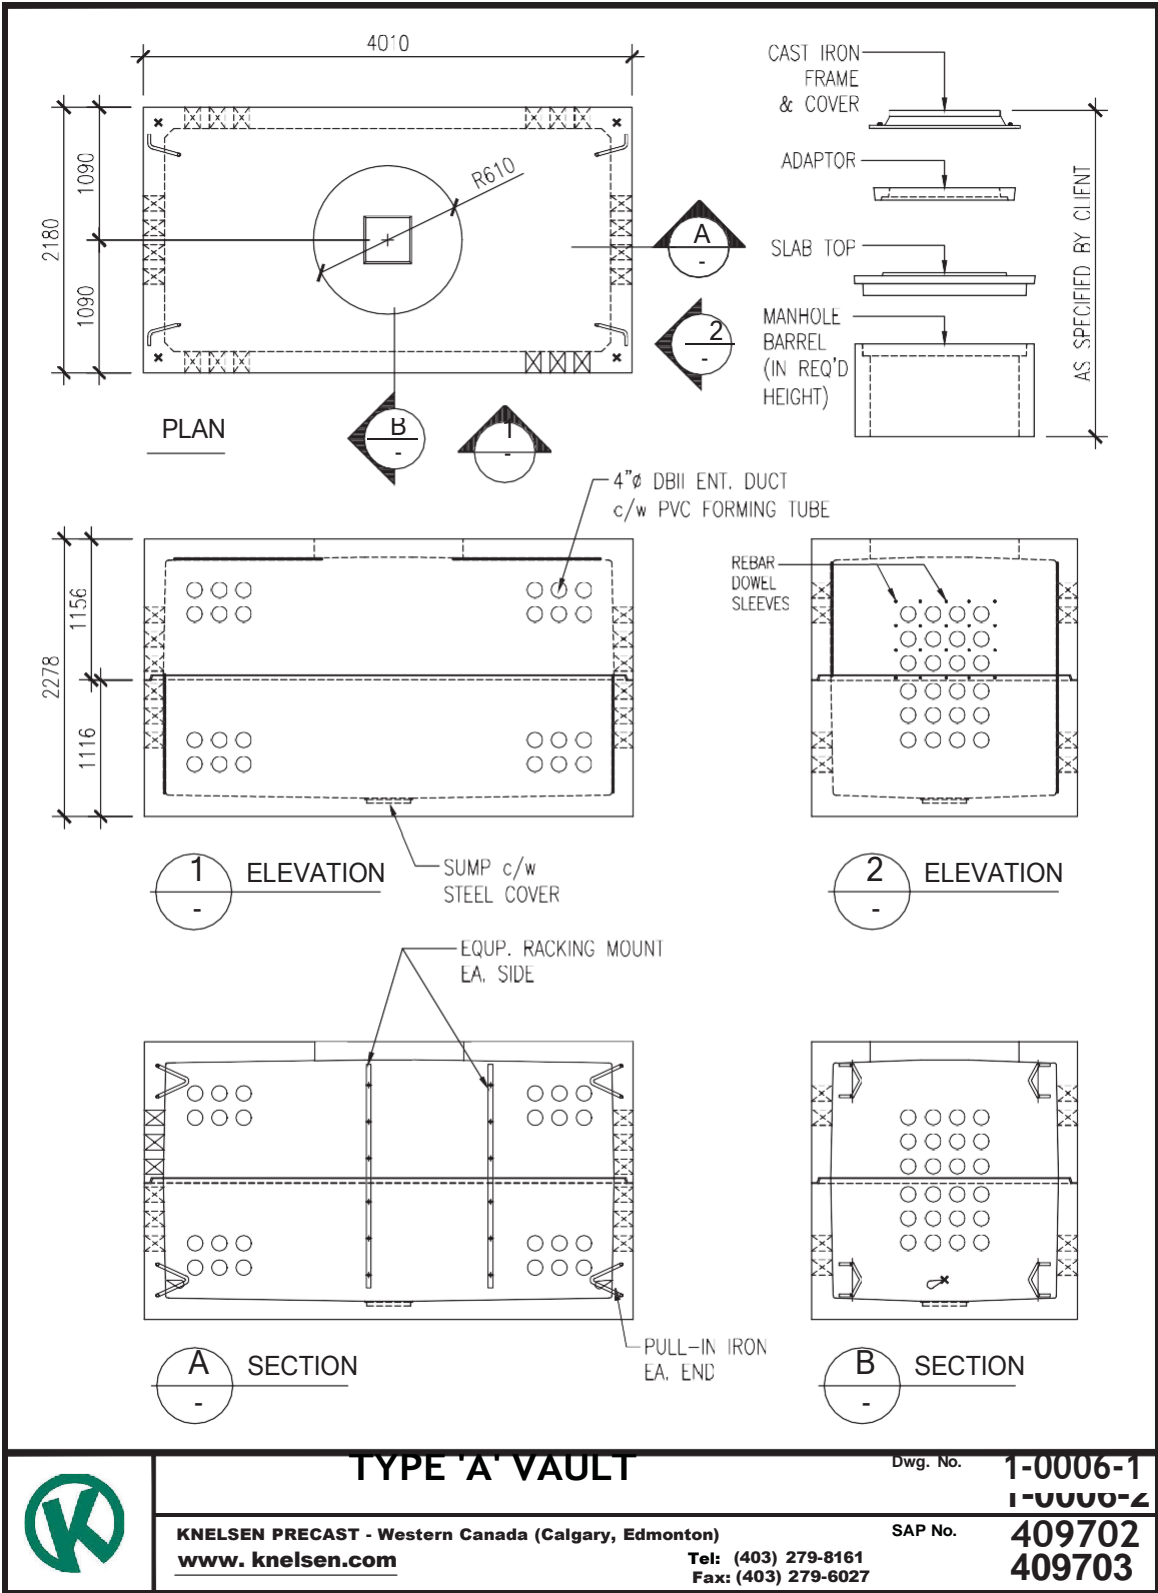 4010
1090
2180
1090
R610
A
-
2
-
B
-
1
-
PLAN
CAST IRON
FRAME
& COVER
ADAPTOR
SLAB TOP
MANHOLE
BARREL
(IN REQ'D
HEIGHT)
AS SPECIFIED BY CLIENT
4"ø DBII ENT. DUCT
c/w PVC FORMING TUBE
1156
2278
1116
REBAR
DOWEL
SLEEVES
1
-
ELEVATION
SUMP c/w
STEEL COVER
2
-
ELEVATION
EQUP. RACKING MOUNT
EA. SIDE
PULL-IN IRON
EA. END
A
-
SECTION
B
-
SECTION
K
TYPE 'A' VAULT
Dwg. No.
1-0006-1
1-0006-2
KNELSEN PRECAST - Western Canada (Calgary, Edmonton)
www. knelsen.com
Tel: (403) 279-8161
Fax: (403) 279-6027
SAP No.
409702
409703